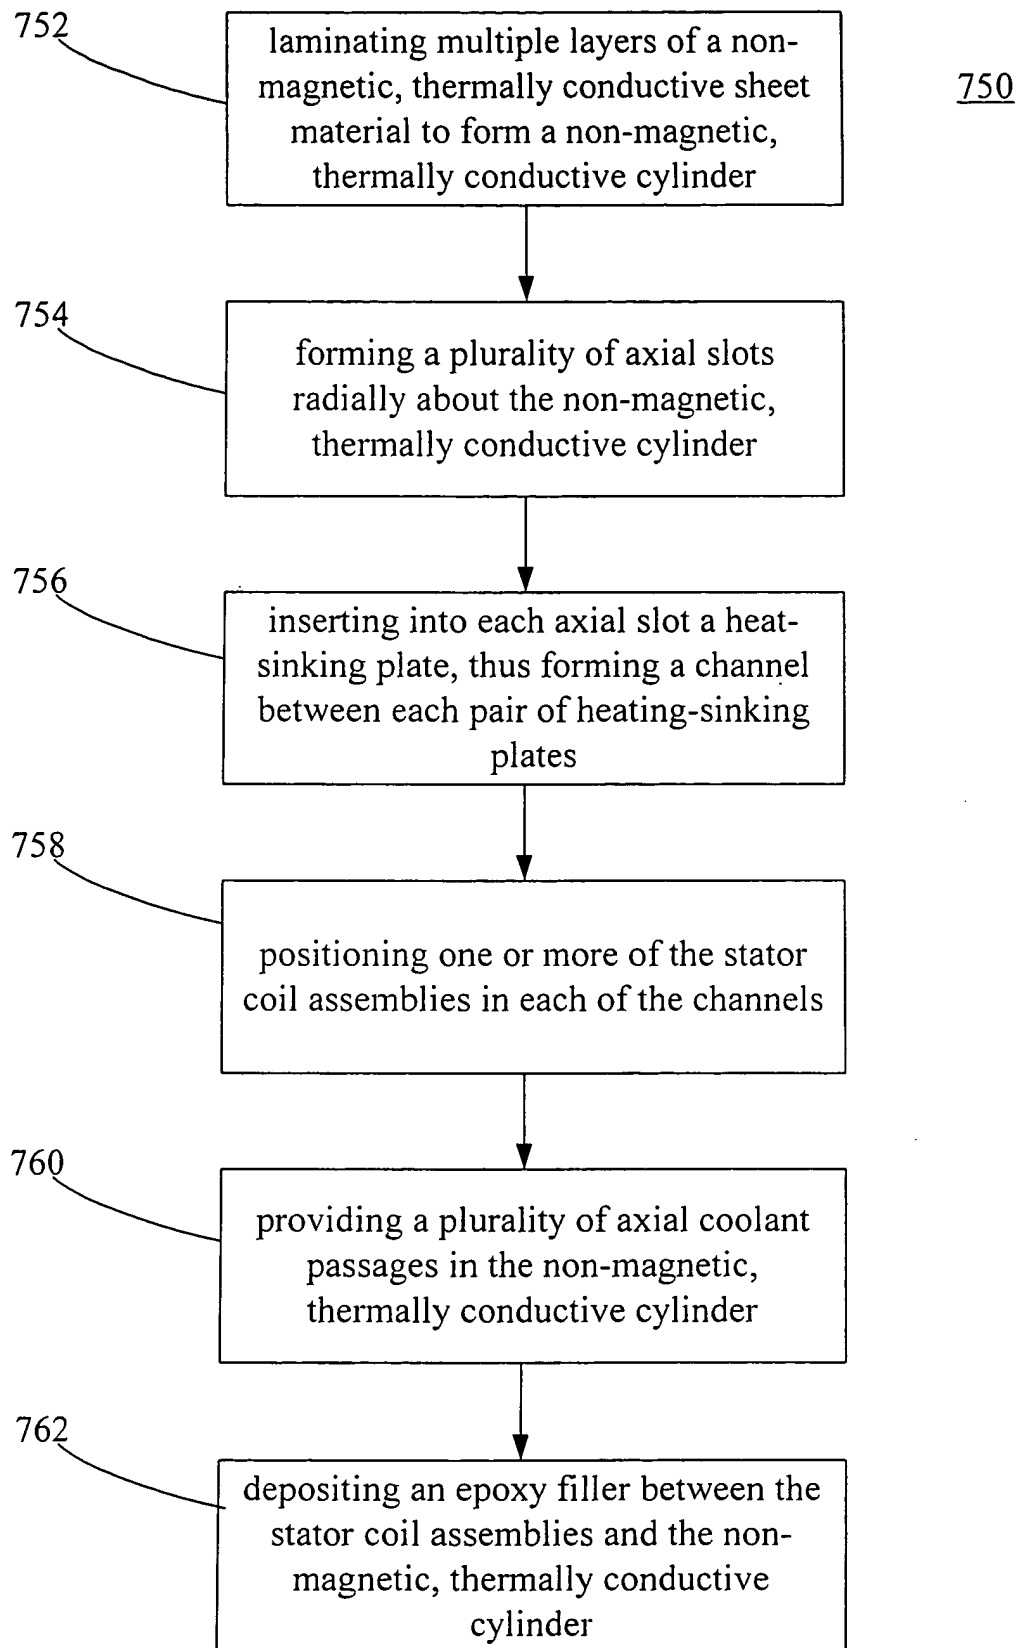 752
laminating multiple layers of a non-
magnetic, thermally conductive sheet
material to form a non-magnetic,
thermally conductive cylinder
750
754
forming a plurality of axial slots
radially about the non-magnetic,
thermally conductive cylinder
756
inserting into each axial slot a heat-
sinking plate, thus forming a channel
between each pair of heating-sinking
plates
758
positioning one or more of the stator
coil assemblies in each of the channels
760
providing a plurality of axial coolant
passages in the non-magnetic,
thermally conductive cylinder
762
depositing an epoxy filler between the
stator coil assemblies and the non-
magnetic, thermally conductive
cylinder